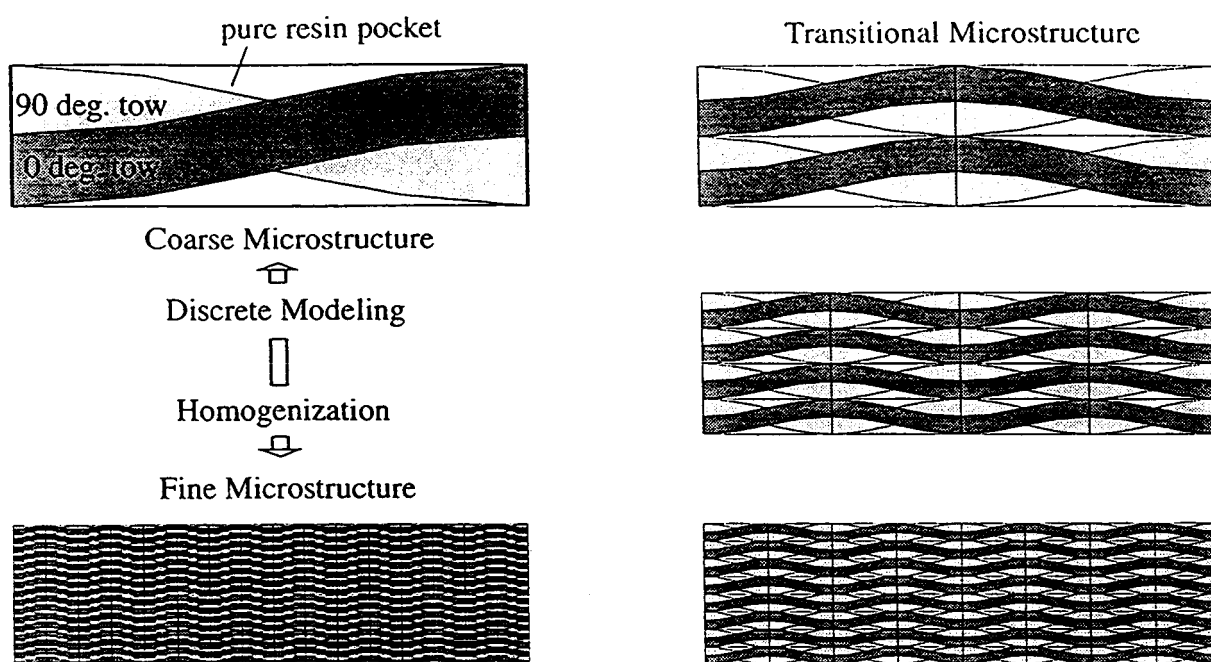 pure resin pocket
90 deg. tow
0 deg. tow
Coarse Microstructure
Discrete Modeling
Homogenization
Fine Microstructure
Transitional Microstructure